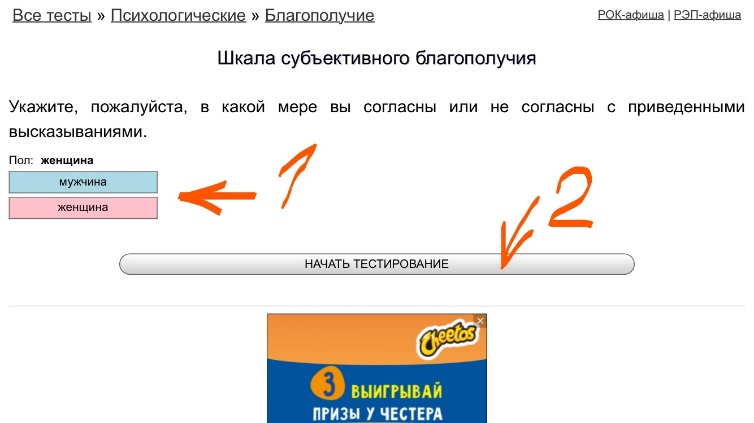 Все тесты » Психологические » Благополучие
РОК-афиша | РЭП-афиша
Шкала субъективного благополучия
Укажите, пожалуйста, в какой мере вы согласны или не согласны с приведенными
высказываниями.
Пол: женщина
мужчина
женщина
1
2
НАЧАТЬ ТЕСТИРОВАНИЕ
Cheetos
3 ВЫИГРЫВАЙ
ПРИЗЫ У ЧЕСТЕРА